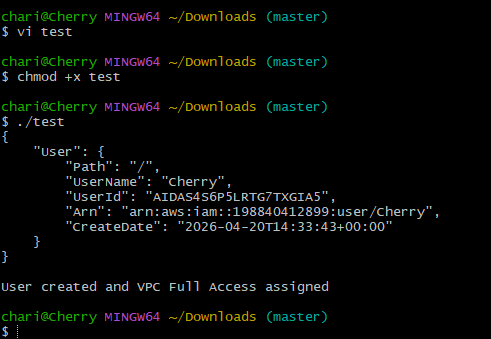 chari@Cherry MINGW64 ~/Downloads (master)
$ vi test
chari@Cherry MINGW64 ~/Downloads (master)
$ chmod +x test
chari@Cherry MINGW64 ~/Downloads (master)
$ ./test
{
    "User": {
        "Path": "/",
        "UserName": "Cherry",
        "UserId": "AIDAS4S6P5LRTG7TXGIA5",
        "Arn": "arn:aws:iam::198840412899:user/Cherry",
        "CreateDate": "2026-04-20T14:33:43+00:00"
    }
}
User created and VPC Full Access assigned
chari@Cherry MINGW64 ~/Downloads (master)
$